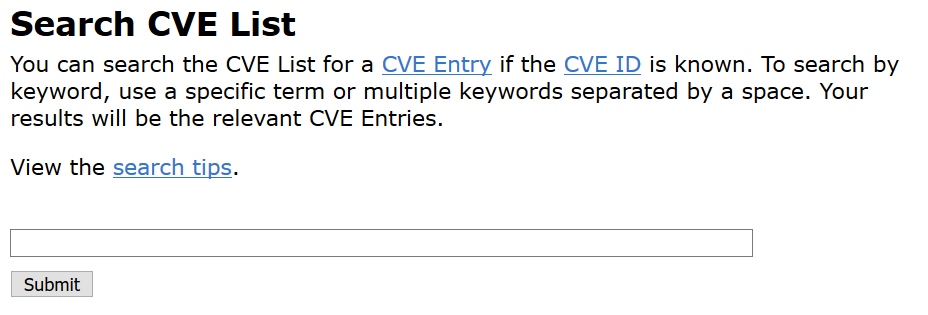 Search CVE List
You can search the CVE List for a CVE Entry if the CVE ID is known. To search by
keyword, use a specific term or multiple keywords separated by a space. Your
results will be the relevant CVE Entries.
View the search tips.
Submit